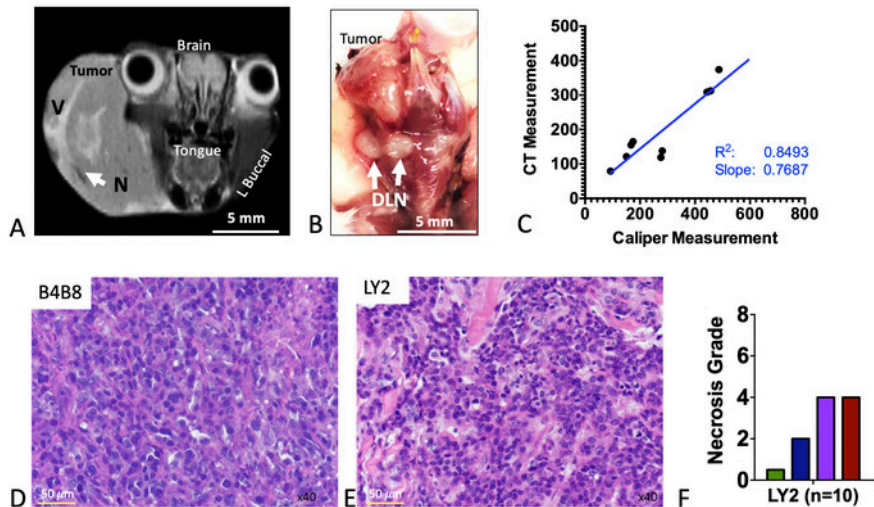 Brain
Tumor
V
Tongue
N
L Buccal
5 mm
A
Tumor
DLN
5 mm
B
CT Measurement
500
400
300
200
100
0
0 200 400 600 800
R²: 0.8493
Slope: 0.7687
Caliper Measurement
C
B4B8
50 μm
x40
D
LY2
50 μm
x40
E
Necrosis Grade
8
6
4
2
0
LY2 (n=10)
F